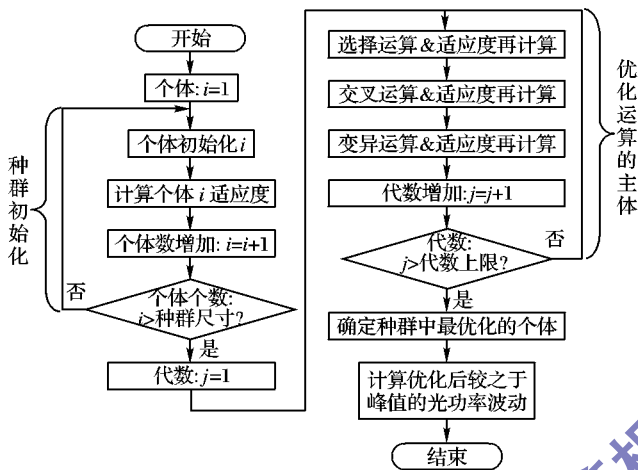 开始
个体:i=1
个体初始化i
计算个体i适应度
个体数增加:i=i+1
个体个数:
i>种群尺寸?
否
是
代数:j=1
种群初始化
选择运算&适应度再计算
交叉运算&适应度再计算
变异运算&适应度再计算
代数增加:j=j+1
代数:
j>代数上限?
否
是
确定种群中最优化的个体
计算优化后较之于
峰值的光功率波动
结束
优化运算的主体